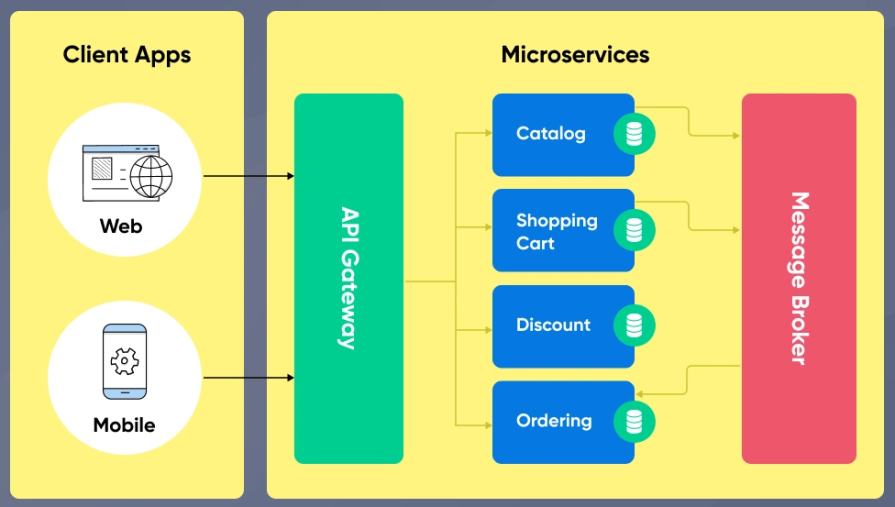 Client Apps
Web
Mobile
Microservices
API Gateway
Catalog
Shopping
Cart
Discount
Ordering
Message Broker